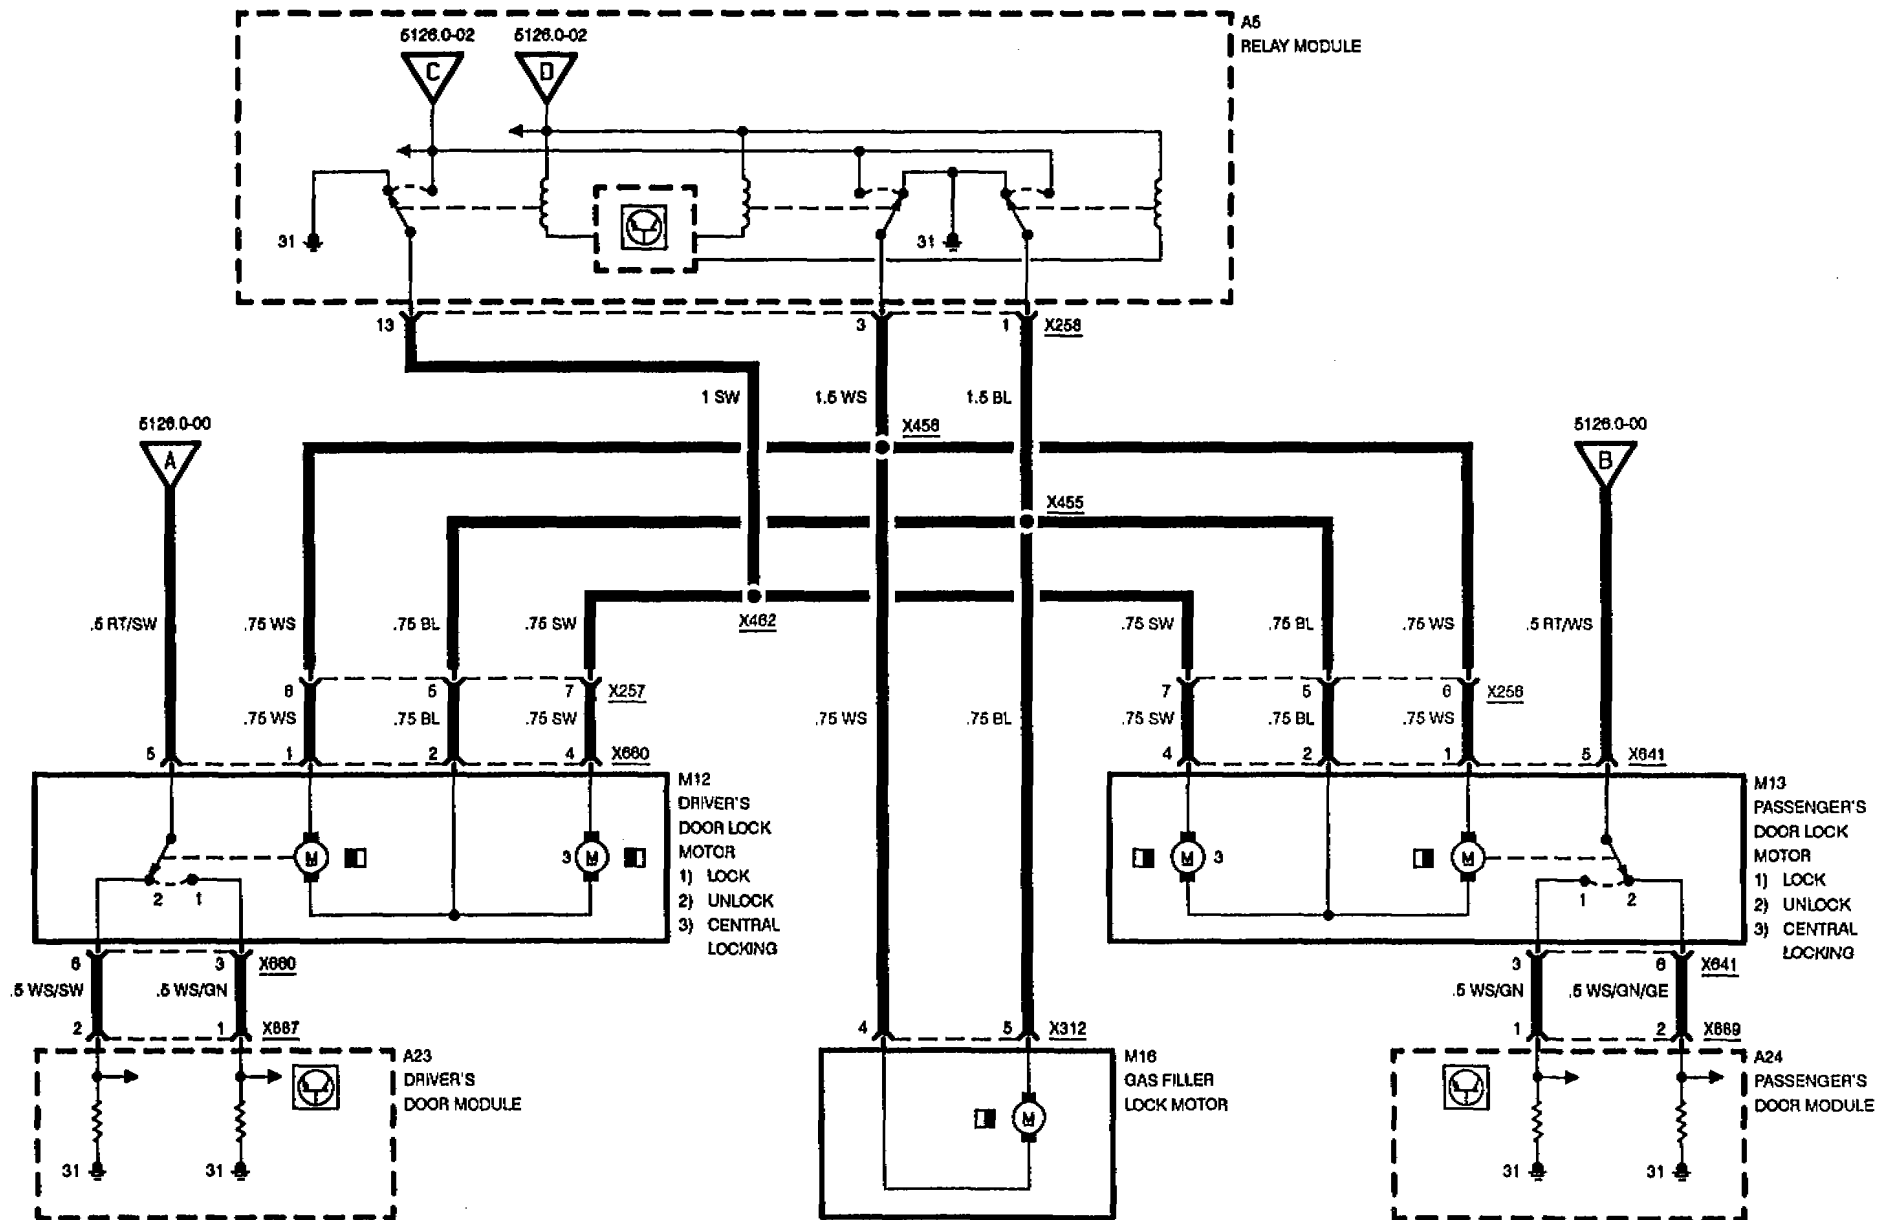 A5
RELAY MODULE
5126.0-02
5126.0-02
C
D
31
31
13
3
1
X258
1 SW
1.5 WS
1.5 BL
5126.0-00
X456
5126.0-00
A
B
X455
X462
.5 RT/SW
.75 WS
.75 BL
.75 SW
.75 SW
.75 BL
.75 WS
.5 RT/WS
6
5
7
X257
7
5
6
X256
.75 WS
.75 BL
.75 SW
.75 WS
.75 BL
.75 SW
.75 BL
.75 WS
5
1
2
4
X660
4
2
1
5
X641
M12
DRIVER'S
DOOR LOCK
MOTOR
1) LOCK
2) UNLOCK
3) CENTRAL
LOCKING
M
3
M
2
1
M
3
M
1
2
M13
PASSENGER'S
DOOR LOCK
MOTOR
1) LOCK
2) UNLOCK
3) CENTRAL
LOCKING
6
3
X660
3
6
X641
.5 WS/SW
.5 WS/GN
.5 WS/GN
.5 WS/GN/GE
2
1
X687
4
5
X312
1
2
X689
A23
DRIVER'S
DOOR MODULE
31
31
M16
GAS FILLER
LOCK MOTOR
M
A24
PASSENGER'S
DOOR MODULE
31
31